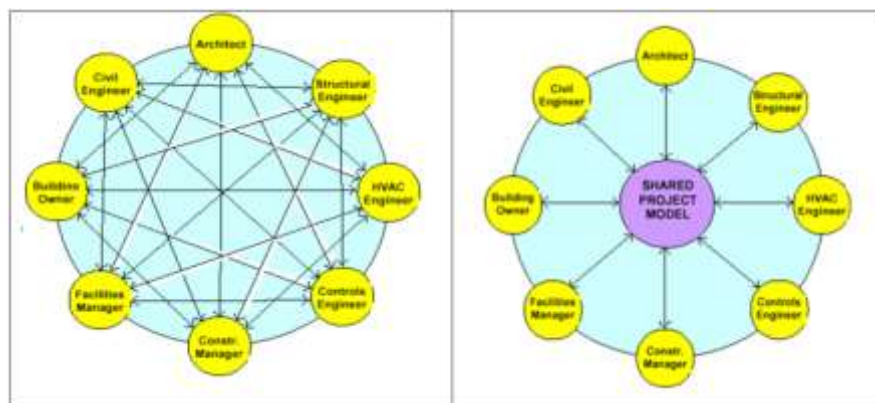 Architect
Civil
Engineer
Structural
Engineer
Building
Owner
HVAC
Engineer
Facilities
Manager
Controls
Engineer
Constr.
Manager
Architect
Civil
Engineer
Structural
Engineer
Building
Owner
SHARED
PROJECT
MODEL
HVAC
Engineer
Facilities
Manager
Controls
Engineer
Constr.
Manager